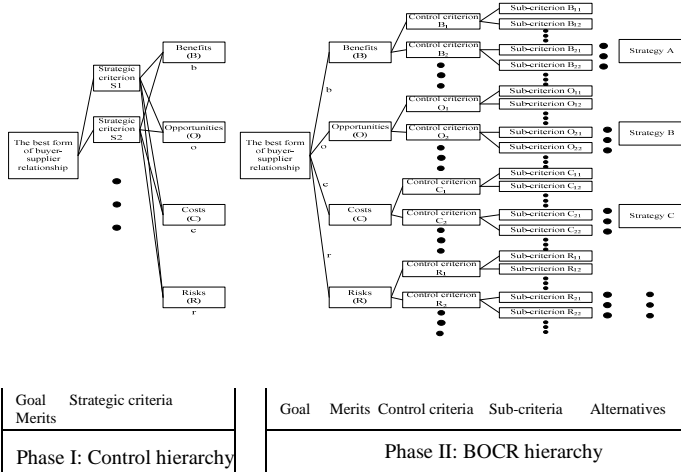 The best form
of buyer-
supplier
relationship
Strategic
criterion
S1
Strategic
criterion
S2
Benefits
(B)
b
Opportunities
(O)
o
Costs
(C)
c
Risks
(R)
r
The best form
of buyer-
supplier
relationship
b
o
c
r
Benefits
(B)
Opportunities
(O)
Costs
(C)
Risks
(R)
Control criterion
B1
Control criterion
B2
Control criterion
O1
Control criterion
O2
Control criterion
C1
Control criterion
C2
Control criterion
R1
Control criterion
R2
Sub-criterion B11
Sub-criterion B12
Sub-criterion B21
Sub-criterion B22
Sub-criterion O11
Sub-criterion O12
Sub-criterion O21
Sub-criterion O22
Sub-criterion C11
Sub-criterion C12
Sub-criterion C21
Sub-criterion C22
Sub-criterion R11
Sub-criterion R12
Sub-criterion R21
Sub-criterion R22
Strategy A
Strategy B
Strategy C
Goal Strategic criteria
Merits
Phase I: Control hierarchy
Goal Merits Control criteria Sub-criteria Alternatives
Phase II: BOCR hierarchy